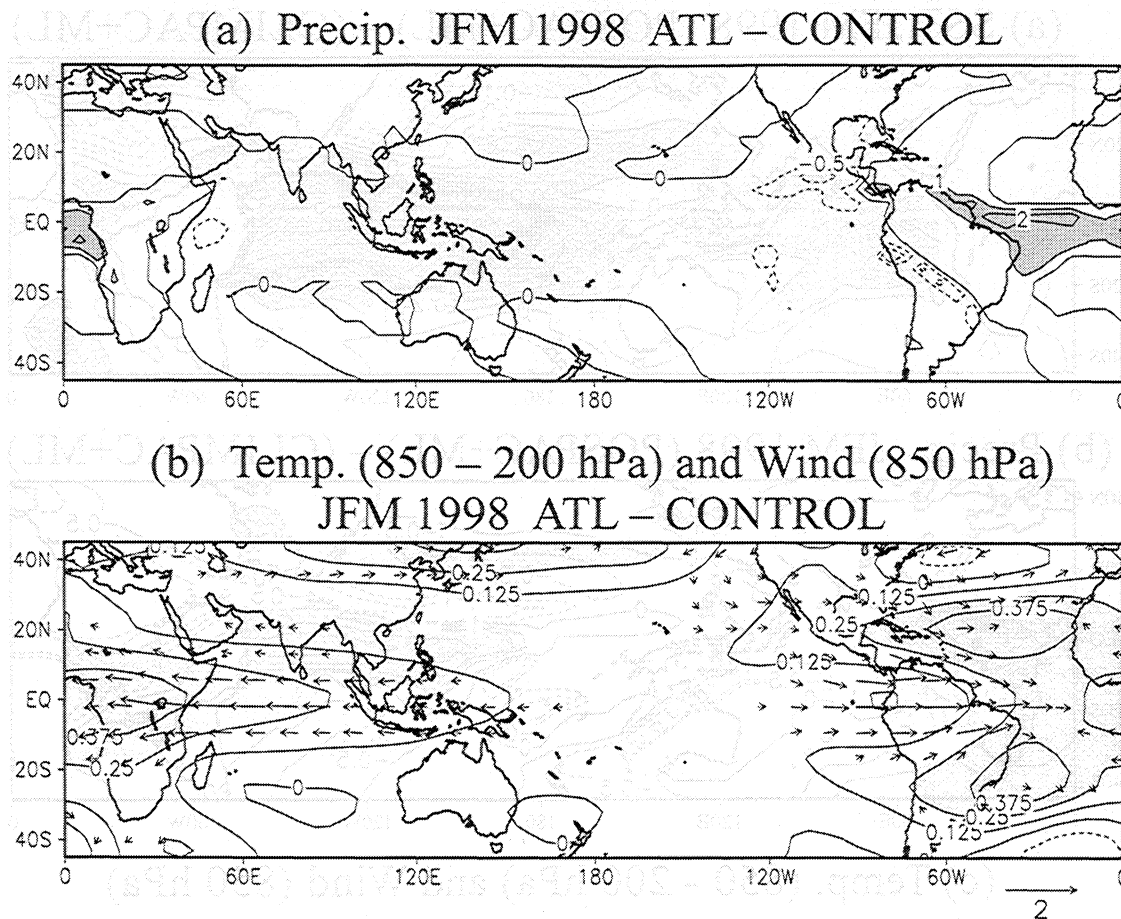 (a) Precip. JFM 1998 ATL – CONTROL
40N
20N
EQ
20S
40S
0
0
-0.5
2
0
0
0 60E 120E 180 120W 60W 0
(b) Temp. (850 – 200 hPa) and Wind (850 hPa)
JFM 1998 ATL – CONTROL
40N
20N
EQ
20S
40S
0.125
0.25
0.125
0
0.125
0.375
0.25
0.125
0.375
0.25
0
0
0.375
0.25
0.125
0 60E 120E 180 120W 60W 0
2